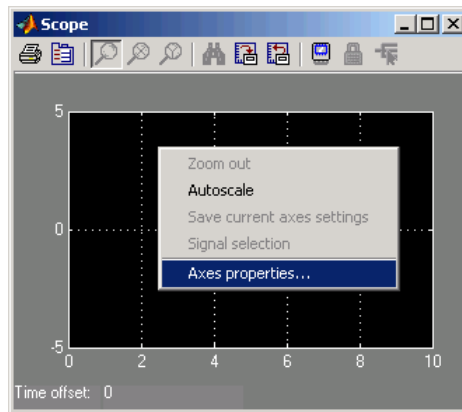 Scope
5
Zoom out
Autoscale
Save current axes settings
0
Signal selection
Axes properties...
-5
0 2 4 6 8 10
Time offset: 0